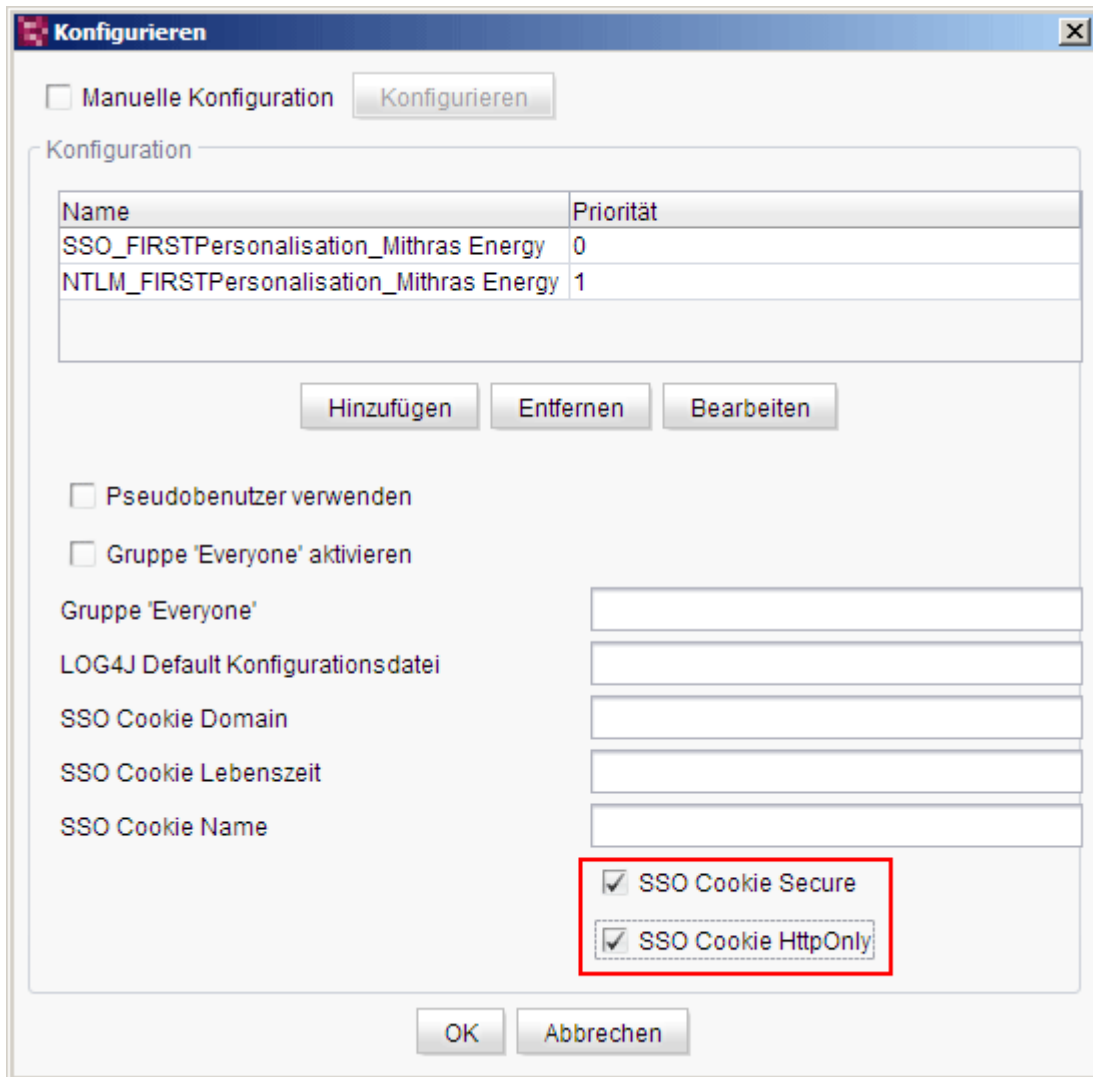 Konfigurieren
Manuelle Konfiguration Konfigurieren
Konfiguration
Name Priorität
SSO_FIRSTPersonalisation_Mithras Energy 0
NTLM_FIRSTPersonalisation_Mithras Energy 1
Hinzufügen Entfernen Bearbeiten
Pseudobenutzer verwenden
Gruppe 'Everyone' aktivieren
Gruppe 'Everyone'
LOG4J Default Konfigurationsdatei
SSO Cookie Domain
SSO Cookie Lebenszeit
SSO Cookie Name
SSO Cookie Secure
SSO Cookie HttpOnly
OK Abbrechen